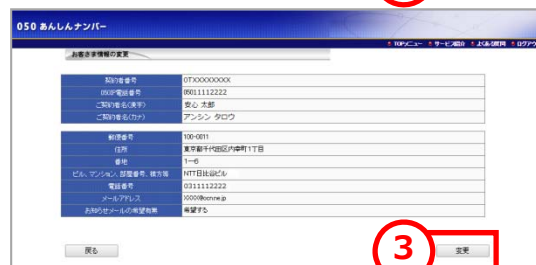 050 あんしんナンバー
TOPメニュー サービス紹介 よくある質問 ログアウ
お客さま情報の変更
契約者番号 0TXXXXXXXX
050IP電話番号 05011112222
ご契約者名(漢字) 安心 太郎
ご契約者名(カナ) アンシン タロウ
郵便番号 100-0011
住所 東京都千代田区内幸町1丁目
番地 1−6
ビル、マンション、部屋番号、様方等 NTT日比谷ビル
電話番号 0311112222
メールアドレス XXXX@ocnne.jp
お知らせメールの希望有無 希望する
戻る 3 変更